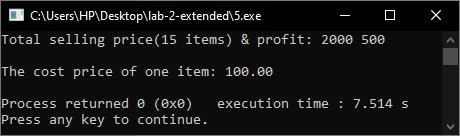 C:\Users\HP\Desktop\lab-2-extended\5.exe
Total selling price(15 items) & profit: 2000 500
The cost price of one item: 100.00
Process returned 0 (0x0)   execution time : 7.514 s
Press any key to continue.